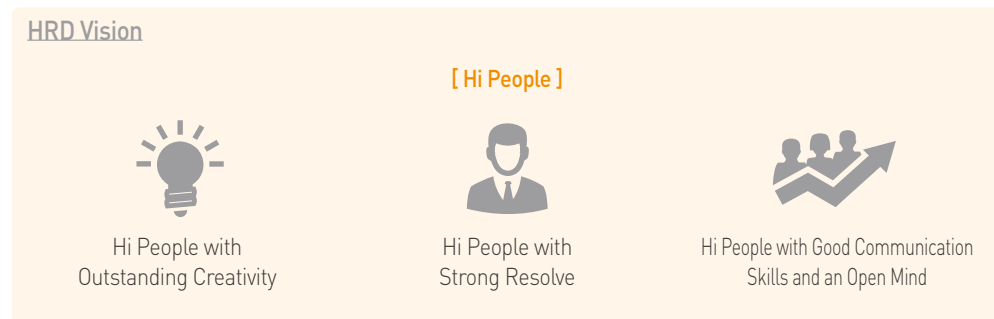 HRD Vision
[ Hi People ]
Hi People with
Outstanding Creativity
Hi People with
Strong Resolve
Hi People with Good Communication
Skills and an Open Mind